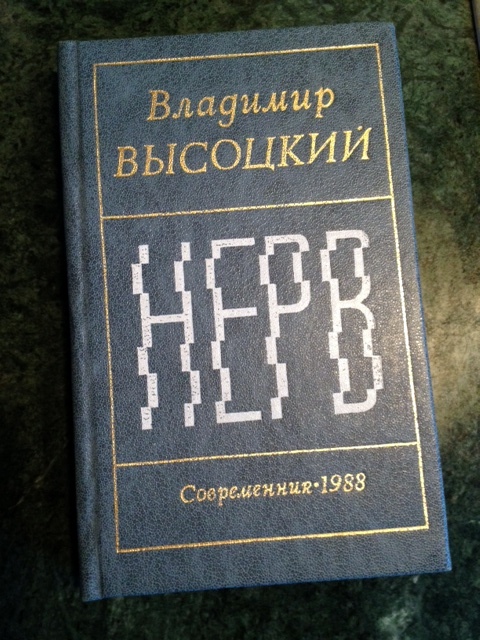 Владимир
ВЫСОЦКИЙ
НЕРВ
Современник•1988